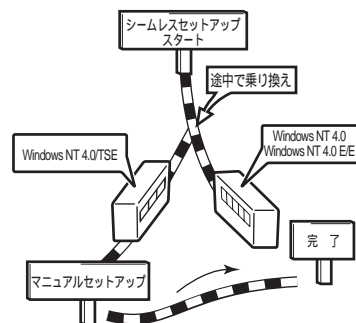 シームレスセットアップ
スタート
途中で乗り換え
Windows NT 4.0/TSE
Windows NT 4.0
Windows NT 4.0 E/E
完 了
マニュアルセットアップ